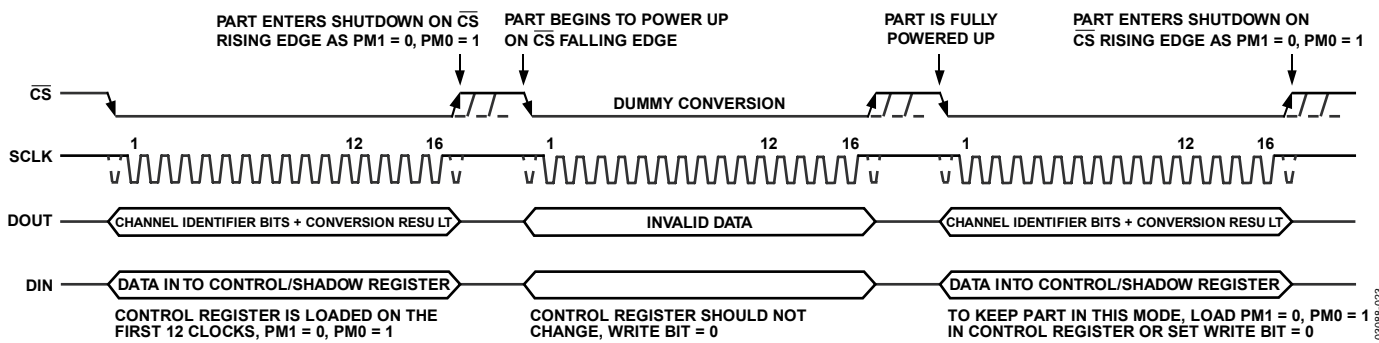 PART ENTERS SHUTDOWN ON CS
RISING EDGE AS PM1 = 0, PM0 = 1
PART BEGINS TO POWER UP
ON CS FALLING EDGE
PART IS FULLY
POWERED UP
PART ENTERS SHUTDOWN ON
CS RISING EDGE AS PM1 = 0, PM0 = 1
CS
DUMMY CONVERSION
SCLK
1 12 16
1 12 16
1 12 16
DOUT
CHANNEL IDENTIFIER BITS + CONVERSION RESU LT
INVALID DATA
CHANNEL IDENTIFIER BITS + CONVERSION RESU LT
DIN
DATA IN TO CONTROL/SHADOW REGISTER
DATA INTO CONTROL/SHADOW REGISTER
CONTROL REGISTER IS LOADED ON THE
FIRST 12 CLOCKS, PM1 = 0, PM0 = 1
CONTROL REGISTER SHOULD NOT
CHANGE, WRITE BIT = 0
TO KEEP PART IN THIS MODE, LOAD PM1 = 0, PM0 = 1
IN CONTROL REGISTER OR SET WRITE BIT = 0
03088-023